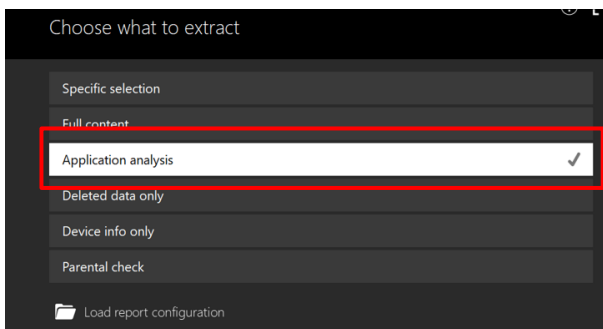 Choose what to extract
Specific selection
Full content
Application analysis
Deleted data only
Device info only
Parental check
Load report configuration